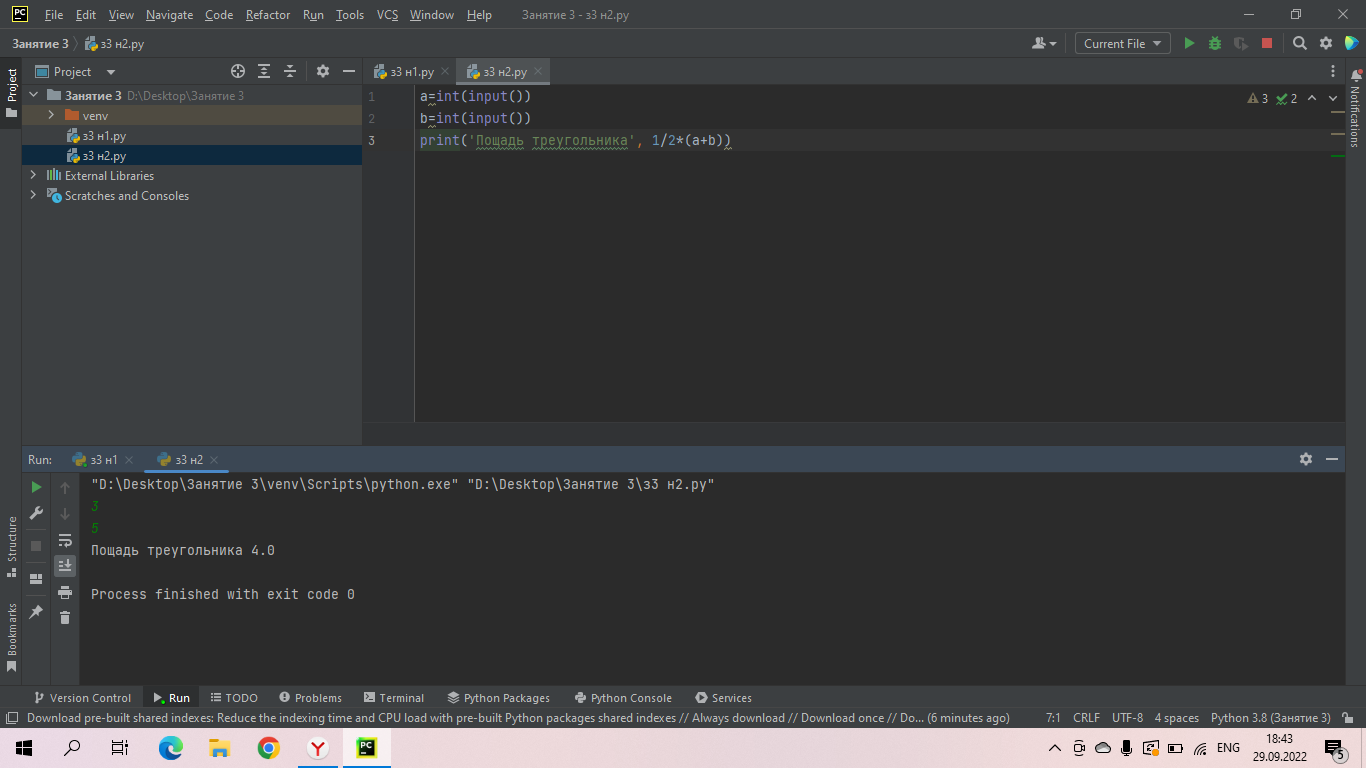 PC File Edit View Navigate Code Refactor Run Tools VCS Window Help Занятие 3 - з3 н2.py
Занятие 3 з3 н2.py Current File
Project з3 н1.py з3 н2.py
Project
Занятие 3 D:\Desktop\Занятие 3
venv
з3 н1.py
з3 н2.py
External Libraries
Scratches and Consoles
1 a=int(input())
2 b=int(input())
3 print('Пощадь треугольника', 1/2*(a+b))
3 2
Notifications
Run: з3 н1 з3 н2
"D:\Desktop\Занятие 3\venv\Scripts\python.exe" "D:\Desktop\Занятие 3\з3 н2.py"
3
5
Пощадь треугольника 4.0
Process finished with exit code 0
Structure
Bookmarks
Version Control Run TODO Problems Terminal Python Packages Python Console Services
Download pre-built shared indexes: Reduce the indexing time and CPU load with pre-built Python packages shared indexes // Always download // Download once // Do... (6 minutes ago) 7:1 CRLF UTF-8 4 spaces Python 3.8 (Занятие 3)
Y PC ENG 18:43
29.09.2022 5